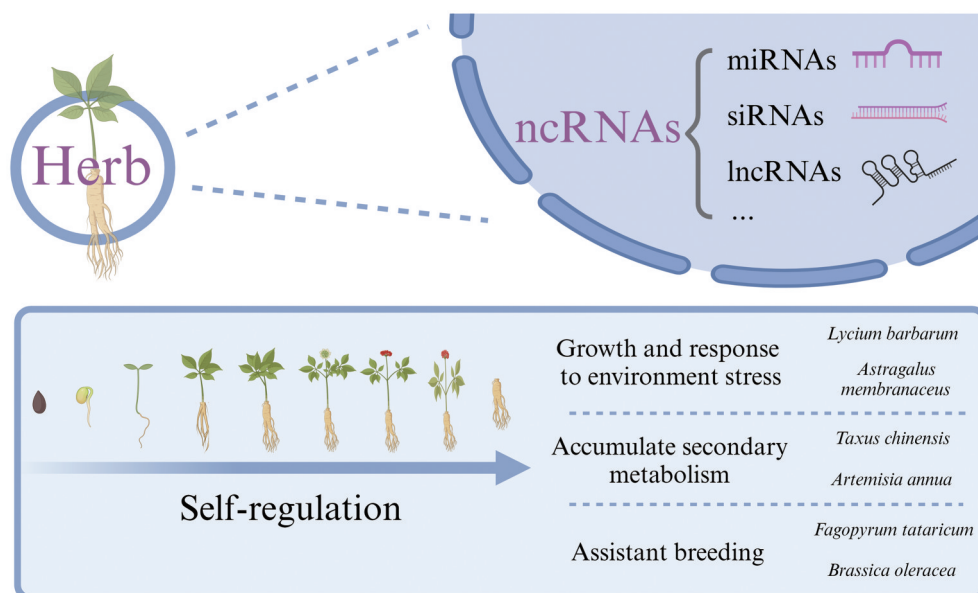 Herb
ncRNAs
miRNAs
siRNAs
lncRNAs
...
Self-regulation
Growth and response
to environment stress
Lycium barbarum
Astragalus
membranaceus
Accumulate secondary
metabolism
Taxus chinensis
Artemisia annua
Assistant breeding
Fagopyrum tataricum
Brassica oleracea